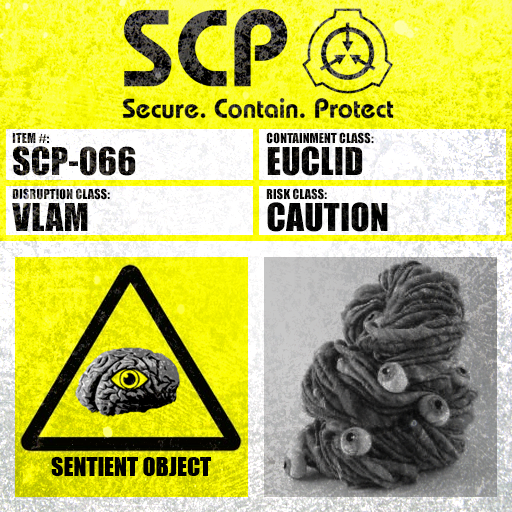 SCP
Secure. Contain. Protect
ITEM #:
SCP-066
CONTAINMENT CLASS:
EUCLID
DISRUPTION CLASS:
VLAM
RISK CLASS:
CAUTION
SENTIENT OBJECT